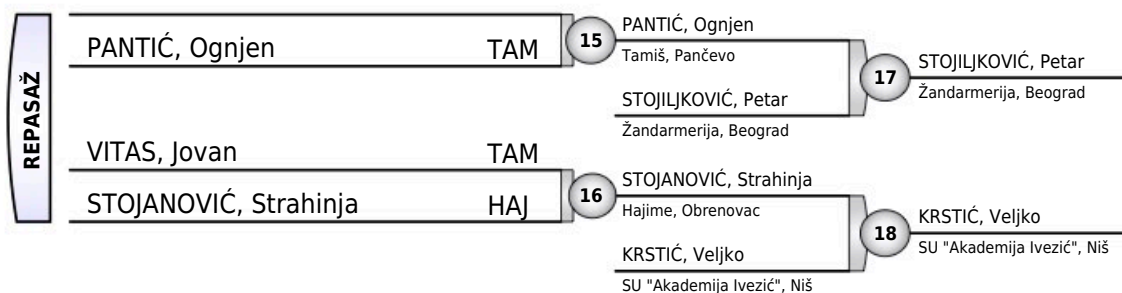 REPASAŽ
PANTIĆ, Ognjen TAM
VITAS, Jovan TAM
STOJANOVIĆ, Strahinja HAJ
15
PANTIĆ, Ognjen
Tamiš, Pančevo
STOJILJKOVIĆ, Petar
Žandarmerija, Beograd
16
STOJANOVIĆ, Strahinja
Hajime, Obrenovac
KRSTIĆ, Veljko
SU "Akademija Ivezić", Niš
17
STOJILJKOVIĆ, Petar
Žandarmerija, Beograd
18
KRSTIĆ, Veljko
SU "Akademija Ivezić", Niš